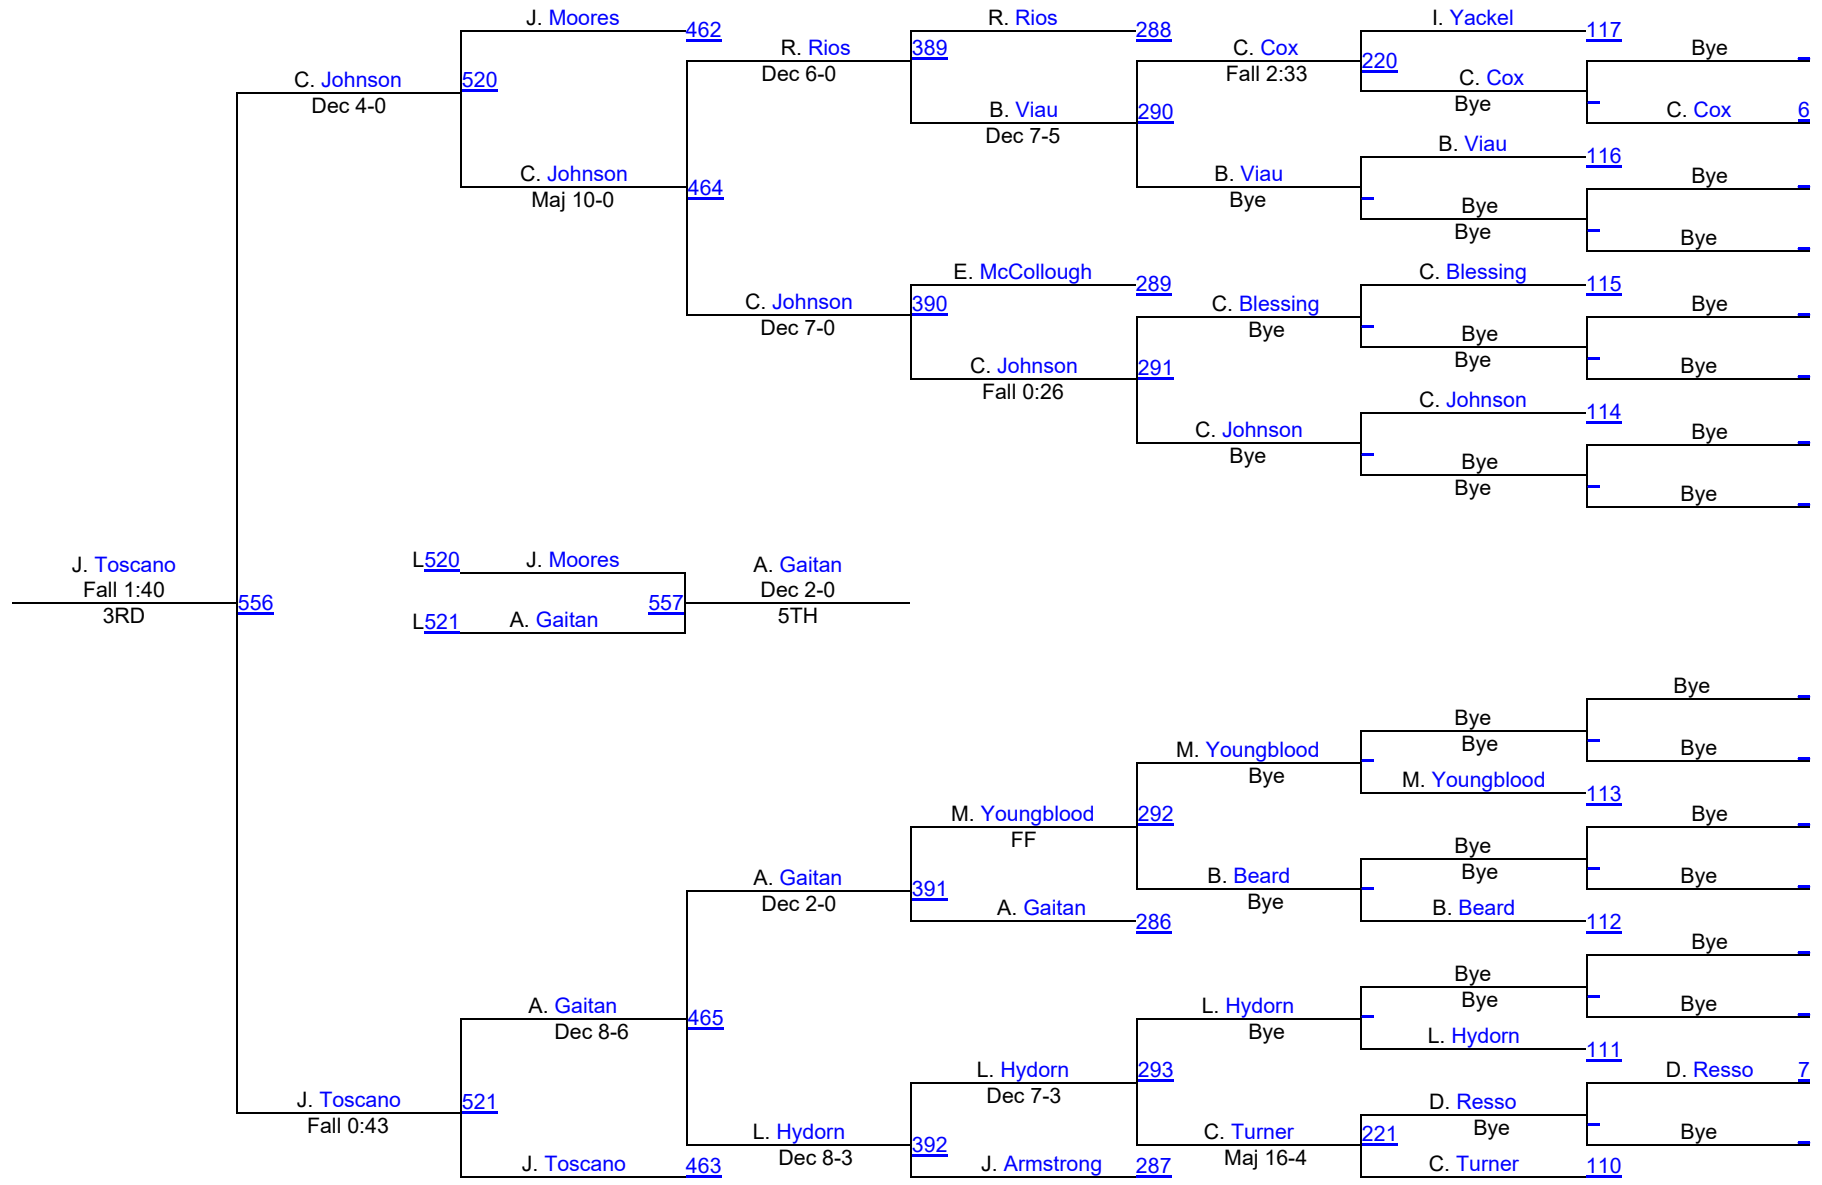 J. Moores
462
C. Johnson
Dec 4-0
520
C. Johnson
Maj 10-0
R. Rios
Dec 6-0
464
C. Johnson
Dec 7-0
R. Rios
288
389
B. Viau
Dec 7-5
E. McCollough
289
390
C. Johnson
Fall 0:26
C. Cox
Fall 2:33
290
B. Viau
Bye
C. Blessing
Bye
291
C. Johnson
Bye
I. Yackel
117
220
C. Cox
Bye
B. Viau
116
Bye
Bye
C. Blessing
115
Bye
Bye
C. Johnson
114
Bye
Bye
Bye
C. Cox
6
Bye
Bye
Bye
Bye
Bye
Bye
J. Toscano
Fall 1:40
3RD
556
L520
J. Moores
L521
A. Gaitan
557
A. Gaitan
Dec 2-0
5TH
J. Toscano
Fall 0:43
521
A. Gaitan
Dec 8-6
J. Toscano
463
A. Gaitan
Dec 2-0
465
L. Hydorn
Dec 8-3
M. Youngblood
FF
391
A. Gaitan
286
L. Hydorn
Dec 7-3
392
J. Armstrong
287
M. Youngblood
Bye
292
B. Beard
Bye
L. Hydorn
Bye
293
C. Turner
Maj 16-4
Bye
Bye
M. Youngblood
113
Bye
Bye
B. Beard
112
Bye
Bye
L. Hydorn
111
D. Resso
Bye
221
C. Turner
110
Bye
Bye
Bye
Bye
Bye
Bye
D. Resso
7
Bye